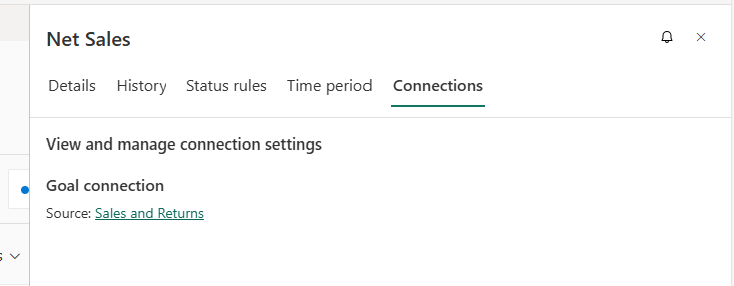 Net Sales
Details History Status rules Time period Connections
View and manage connection settings
Goal connection
Source: Sales and Returns
s